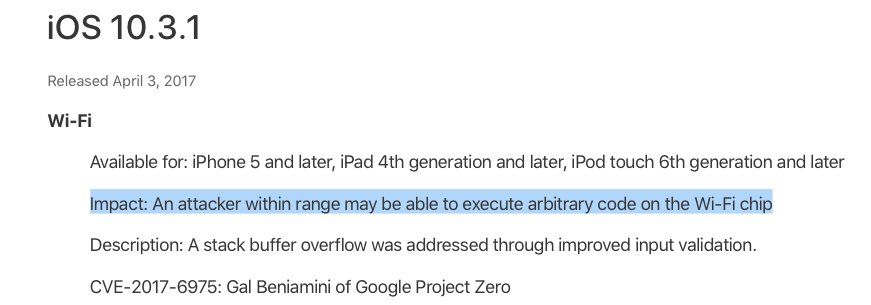 iOS 10.3.1
Released April 3, 2017
Wi-Fi
Available for: iPhone 5 and later, iPad 4th generation and later, iPod touch 6th generation and later
Impact: An attacker within range may be able to execute arbitrary code on the Wi-Fi chip
Description: A stack buffer overflow was addressed through improved input validation.
CVE-2017-6975: Gal Beniamini of Google Project Zero